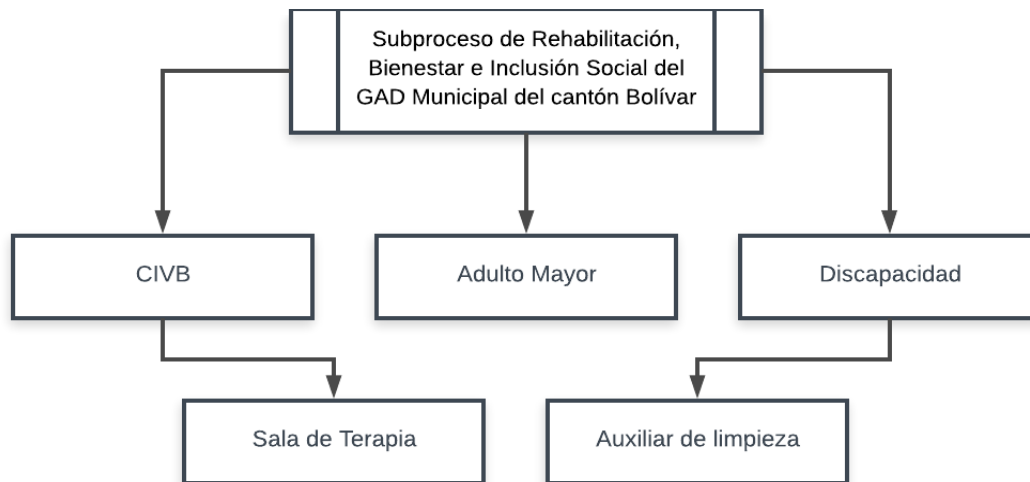 Subproceso de Rehabilitación,
Bienestar e Inclusión Social del
GAD Municipal del cantón Bolívar
CIVB
Adulto Mayor
Discapacidad
Sala de Terapia
Auxiliar de limpieza